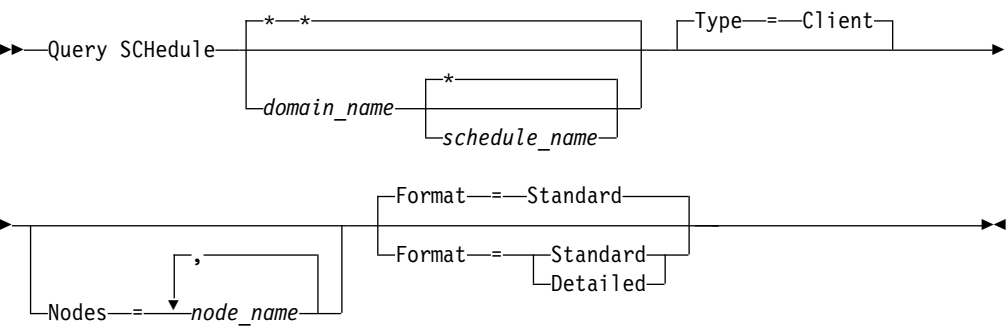 * *
Type = Client
Query SCHedule
*
domain_name
schedule_name
Format = Standard
,
Format = Standard
Detailed
Nodes = node_name